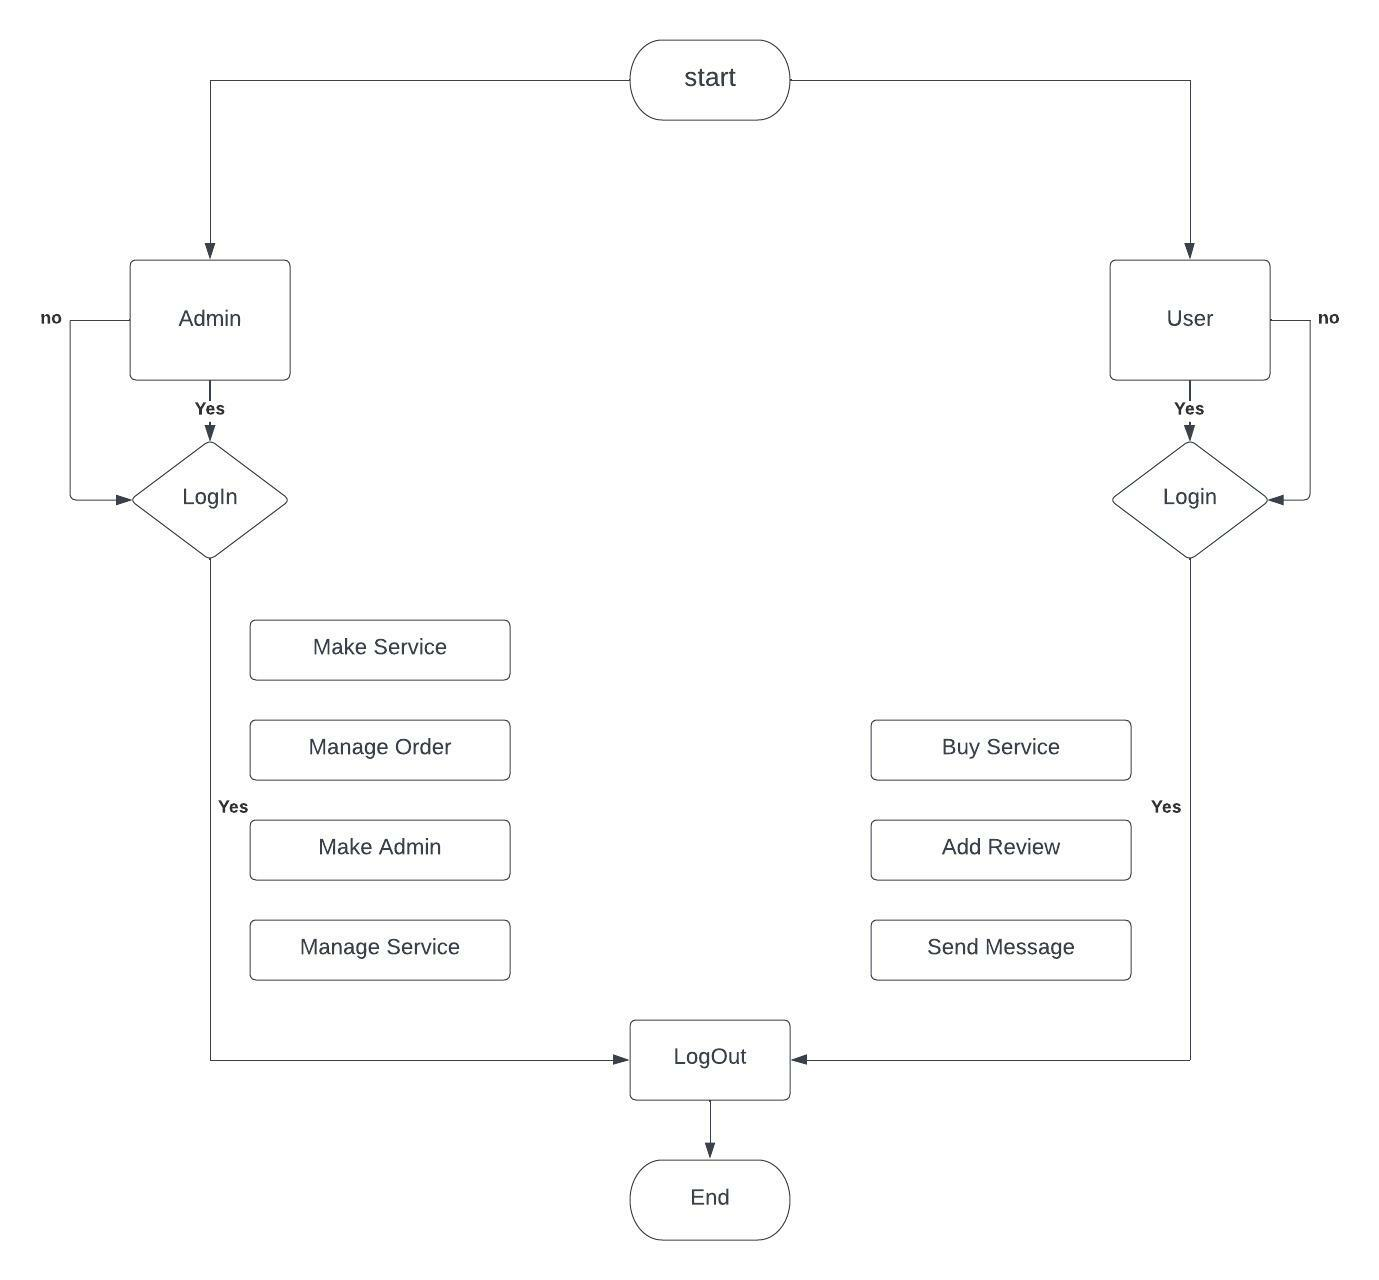 start
Admin
User
no
no
Yes
Yes
LogIn
Login
Make Service
Manage Order
Buy Service
Yes
Yes
Make Admin
Add Review
Manage Service
Send Message
LogOut
End